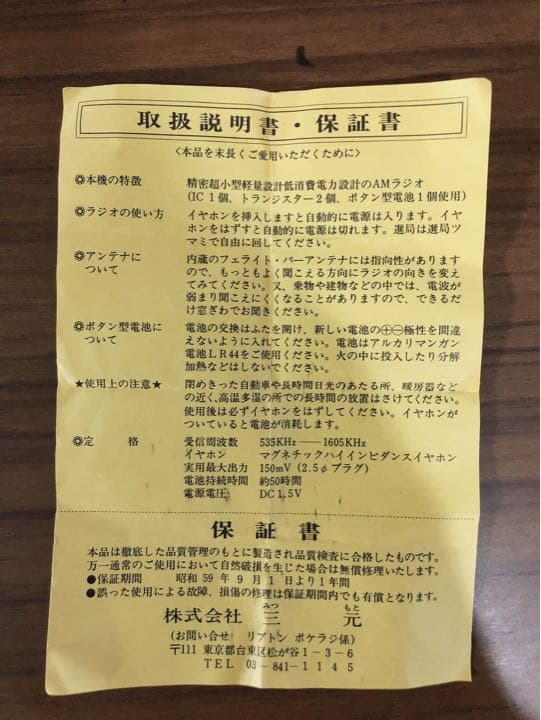 取扱説明書・保証書
〈本品を末長くご愛用いただくために〉
◎本機の特徴 精密超小型軽量設計低消費電力設計のAMラジオ
(IC1個、トランジスター2個、ボタン型電池1個使用)
◎ラジオの使い方 イヤホンを挿入しますと自動的に電源は入ります。イヤ
ホンをはずすと自動的に電源は切れます。選局は選局ツ
マミで自由に回してください。
◎アンテナに 内蔵のフェライト・バーアンテナには指向性があります
ついて ので、もっともよく聞こえる方向にラジオの向きを変え
てみてください。又、乗物や建物などの中では、電波が
弱まり聞こえにくくなることがありますので、できるだ
け窓ぎわでお聞きください。
◎ボタン型電池に 電池の交換はふたを開け、新しい電池の⊕⊖極性を間違
ついて えないように入れてください。電池はアルカリマンガン
電池LR44をご使用ください。火の中に投入したり分解
加熱などはしないでください。
★使用上の注意★ 閉めきった自動車や長時間日光のあたる所、暖房器など
の近く、高温多湿の所での長時間の放置はさけてください。
使用後は必ずイヤホンをはずしてください。イヤホンが
ついていると電池が消耗します。
◎定格 受信周波数 535KHz──1605KHz
イヤホン マグネチックハイインピダンスイヤホン
実用最大出力 150mV(2.5φプラグ)
電池持続時間 約50時間
電源電圧 DC1.5V
保証書
本品は徹底した品質管理のもとに製造され品質検査に合格したものです。
万一通常のご使用において自然破損を生じた場合は無償修理いたします。
●保証期間 昭和59年9月1日より1年間
●誤った使用による故障、損傷の修理は保証期間内でも有償となります。
みつ もと
株式会社 三元
(お問い合せ リアトン ポケラジ係)
〒111 東京都台東区松が谷1-3-6
TEL 03-841-1145